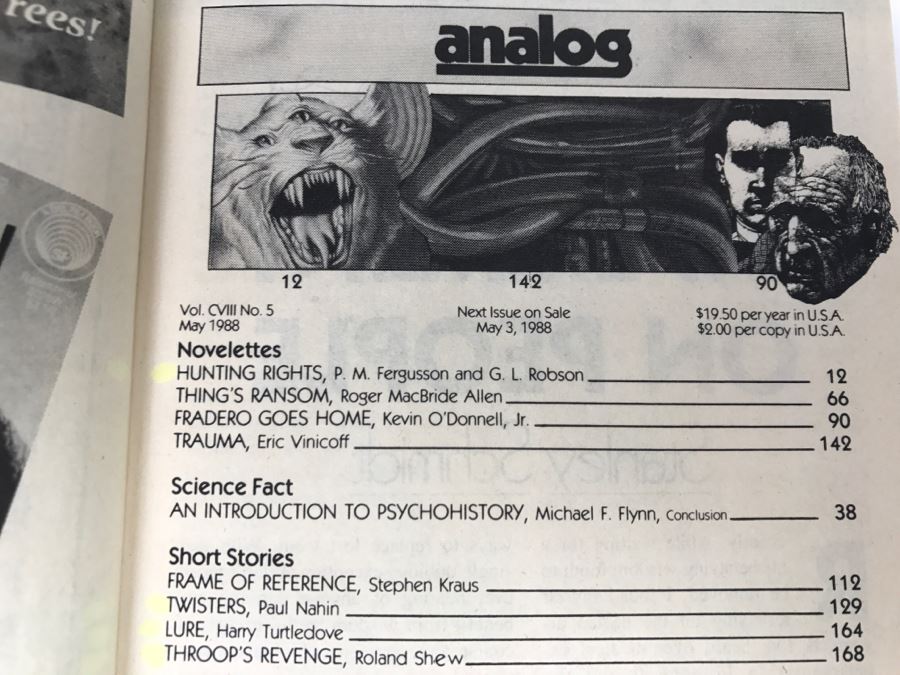 rees!
analog
12 142 90
Vol. CVIII No. 5 Next Issue on Sale $19.50 per year in U.S.A.
May 1988 May 3, 1988 $2.00 per copy in U.S.A.
Novelettes
HUNTING RIGHTS, P. M. Fergusson and G. L. Robson 12
THING'S RANSOM, Roger MacBride Allen 66
FRADERO GOES HOME, Kevin O'Donnell, Jr. 90
TRAUMA, Eric Vinicoff 142
Science Fact
AN INTRODUCTION TO PSYCHOHISTORY, Michael F. Flynn, Conclusion 38
Short Stories
FRAME OF REFERENCE, Stephen Kraus 112
TWISTERS, Paul Nahin 129
LURE, Harry Turtledove 164
THROOP'S REVENGE, Roland Shew 168